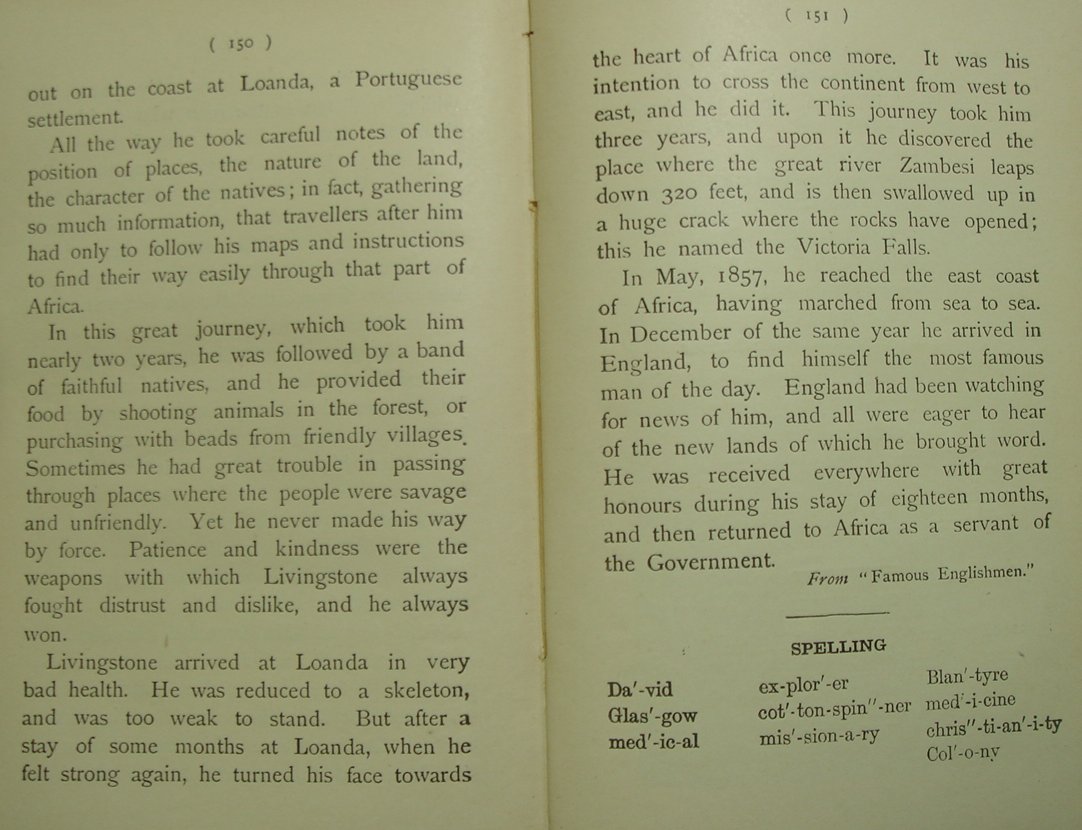 ( 150 )
out on the coast at Loanda, a Portuguese
settlement.
All the way he took careful notes of the
position of places, the nature of the land,
the character of the natives; in fact, gathering
so much information, that travellers after him
had only to follow his maps and instructions
to find their way easily through that part of
Africa.
In this great journey, which took him
nearly two years, he was followed by a band
of faithful natives, and he provided their
food by shooting animals in the forest, or
purchasing with beads from friendly villages.
Sometimes he had great trouble in passing
through places where the people were savage
and unfriendly. Yet he never made his way
by force. Patience and kindness were the
weapons with which Livingstone always
fought distrust and dislike, and he always
won.
Livingstone arrived at Loanda in very
bad health. He was reduced to a skeleton,
and was too weak to stand. But after a
stay of some months at Loanda, when he
felt strong again, he turned his face towards
( 151 )
the heart of Africa once more. It was his
intention to cross the continent from west to
east, and he did it. This journey took him
three years, and upon it he discovered the
place where the great river Zambesi leaps
down 320 feet, and is then swallowed up in
a huge crack where the rocks have opened;
this he named the Victoria Falls.
In May, 1857, he reached the east coast
of Africa, having marched from sea to sea.
In December of the same year he arrived in
England, to find himself the most famous
man of the day. England had been watching
for news of him, and all were eager to hear
of the new lands of which he brought word.
He was received everywhere with great
honours during his stay of eighteen months,
and then returned to Africa as a servant of
the Government.
From "Famous Englishmen."
SPELLING
Da'-vid
Glas'-gow
med'-ic-al
ex-plor'-er
cot'-ton-spin"-ner
mis'-sion-a-ry
Blan'-tyre
med'-i-cine
chris"-ti-an'-i-ty
Col'-o-ny